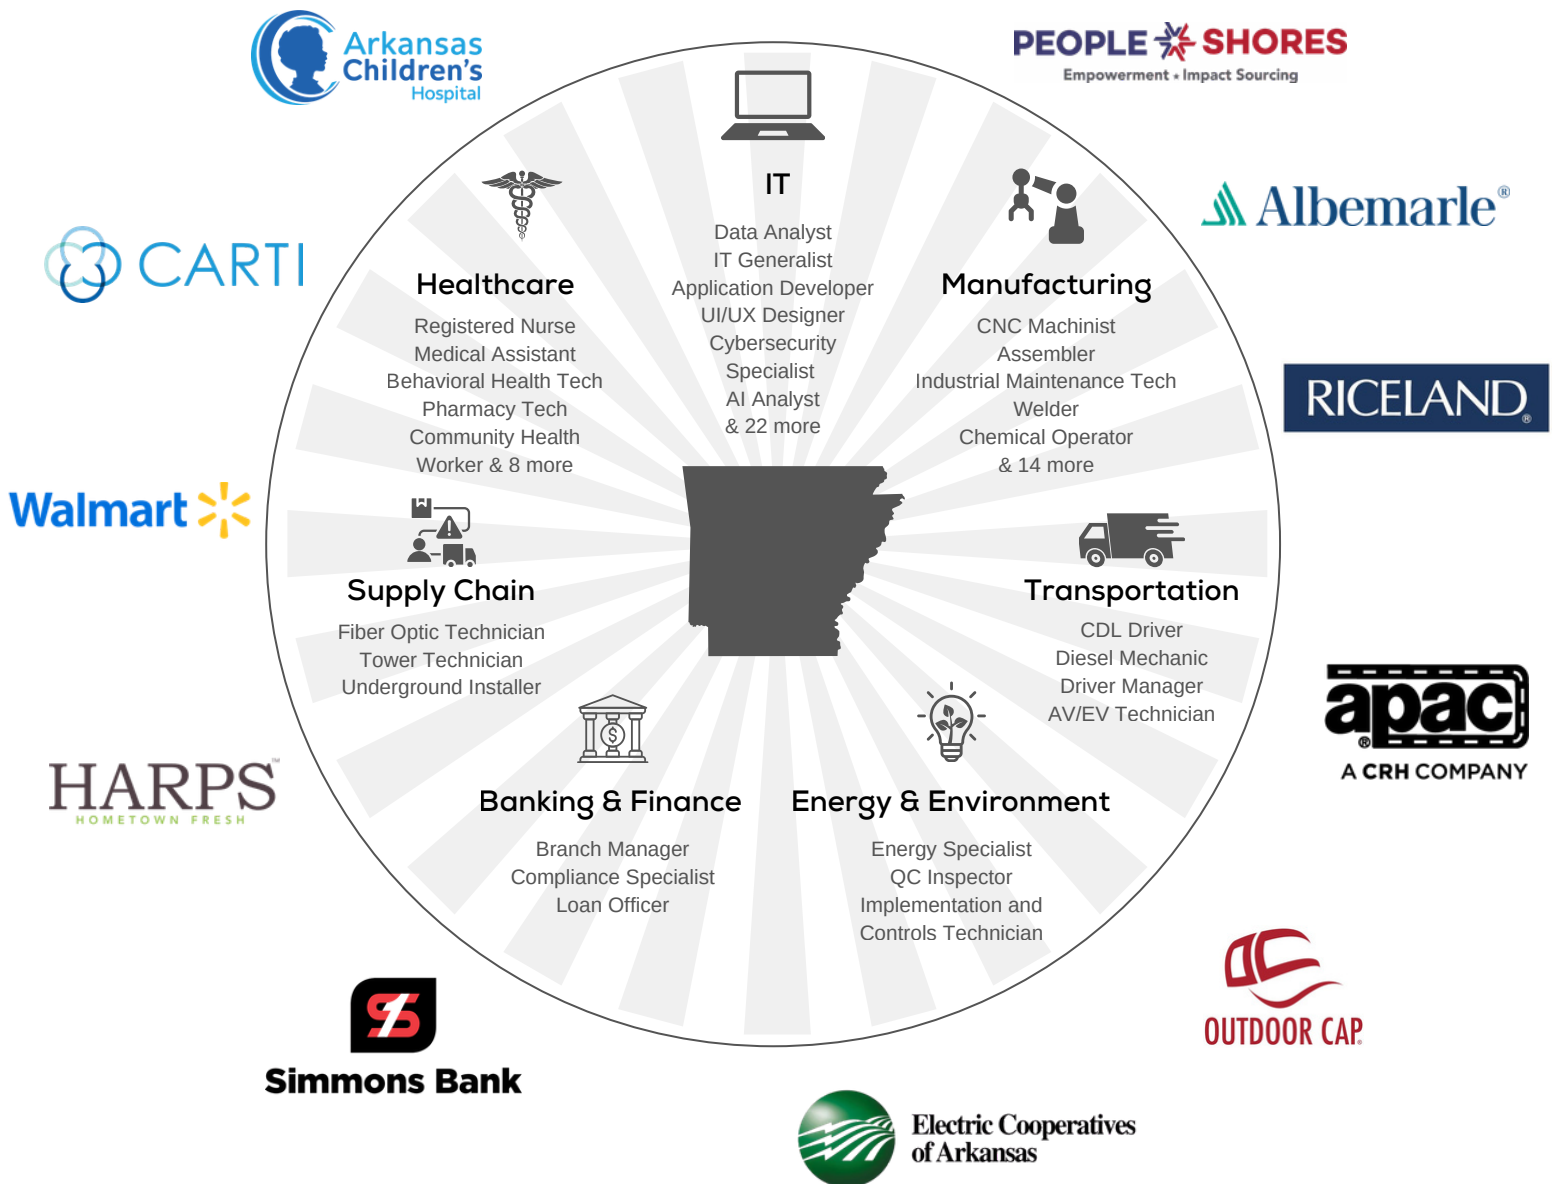 Arkansas
Children's
Hospital
PEOPLE SHORES
Empowerment ★ Impact Sourcing
IT
Data Analyst
IT Generalist
Application Developer
UI/UX Designer
Cybersecurity
Specialist
AI Analyst
& 22 more
Healthcare
Registered Nurse
Medical Assistant
Behavioral Health Tech
Pharmacy Tech
Community Health
Worker & 8 more
Manufacturing
CNC Machinist
Assembler
Industrial Maintenance Tech
Welder
Chemical Operator
& 14 more
CARTI
Albemarle®
RICELAND®
Walmart
Supply Chain
Fiber Optic Technician
Tower Technician
Underground Installer
Transportation
CDL Driver
Diesel Mechanic
Driver Manager
AV/EV Technician
apac®
A CRH COMPANY
HARPS™
HOMETOWN FRESH
$
Banking & Finance
Branch Manager
Compliance Specialist
Loan Officer
Energy & Environment
Energy Specialist
QC Inspector
Implementation and
Controls Technician
OUTDOOR CAP®
S1
Simmons Bank
Electric Cooperatives
of Arkansas